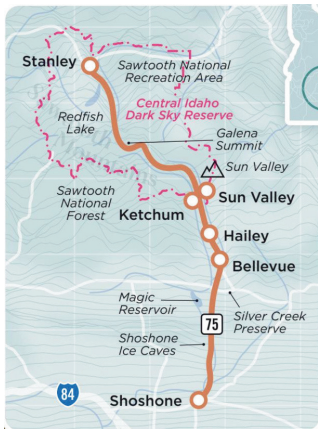 Stanley
Sawtooth National
Recreation Area
Central Idaho
Dark Sky Reserve
Redfish
Lake
Galena
Summit
Sun Valley
Sawtooth
National
Forest
Sun Valley
Ketchum
Hailey
Bellevue
Magic
Reservoir
Silver Creek
Preserve
75
Shoshone
Ice Caves
84
Shoshone